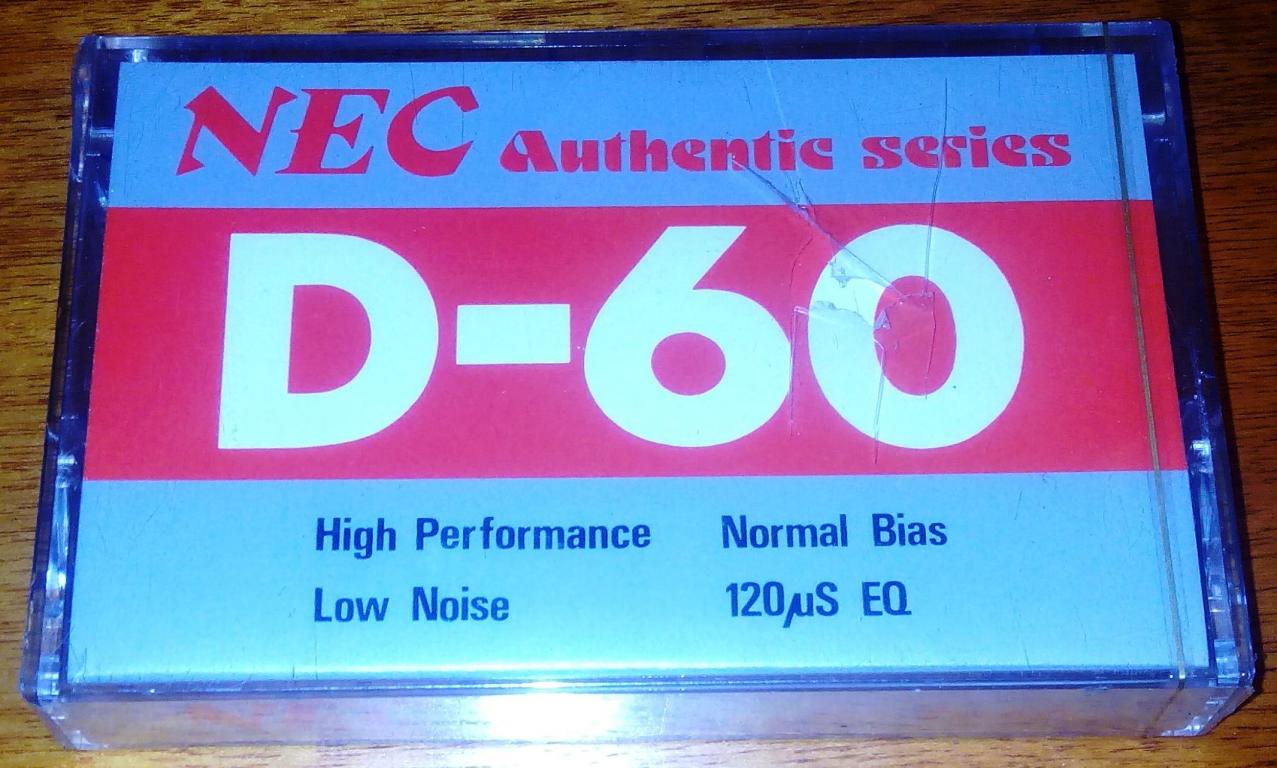 NEC Authentic series
D-60
High Performance Normal Bias
Low Noise 120µS EQ